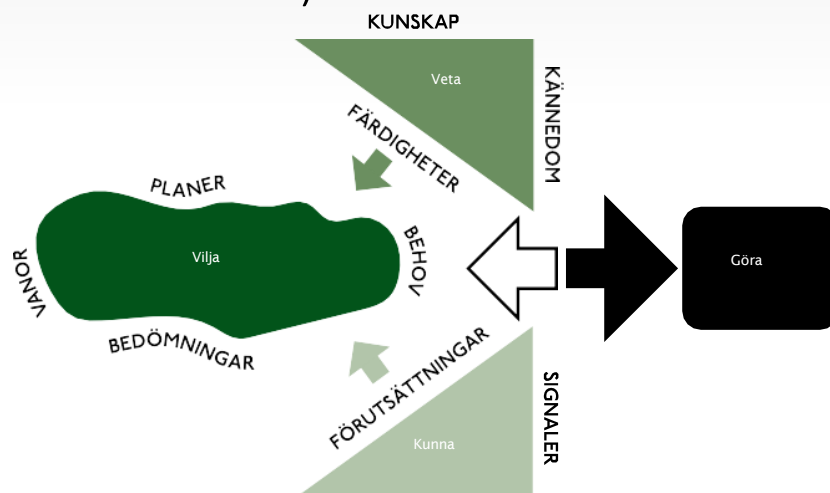 KUNSKAP
Veta
KÄNNEDOM
FÄRDIGHETER
PLANER
Vilja
VANOR
BEHOV
BEDÖMNINGAR
Göra
FÖRUTSÄTTNINGAR
Kunna
SIGNALER